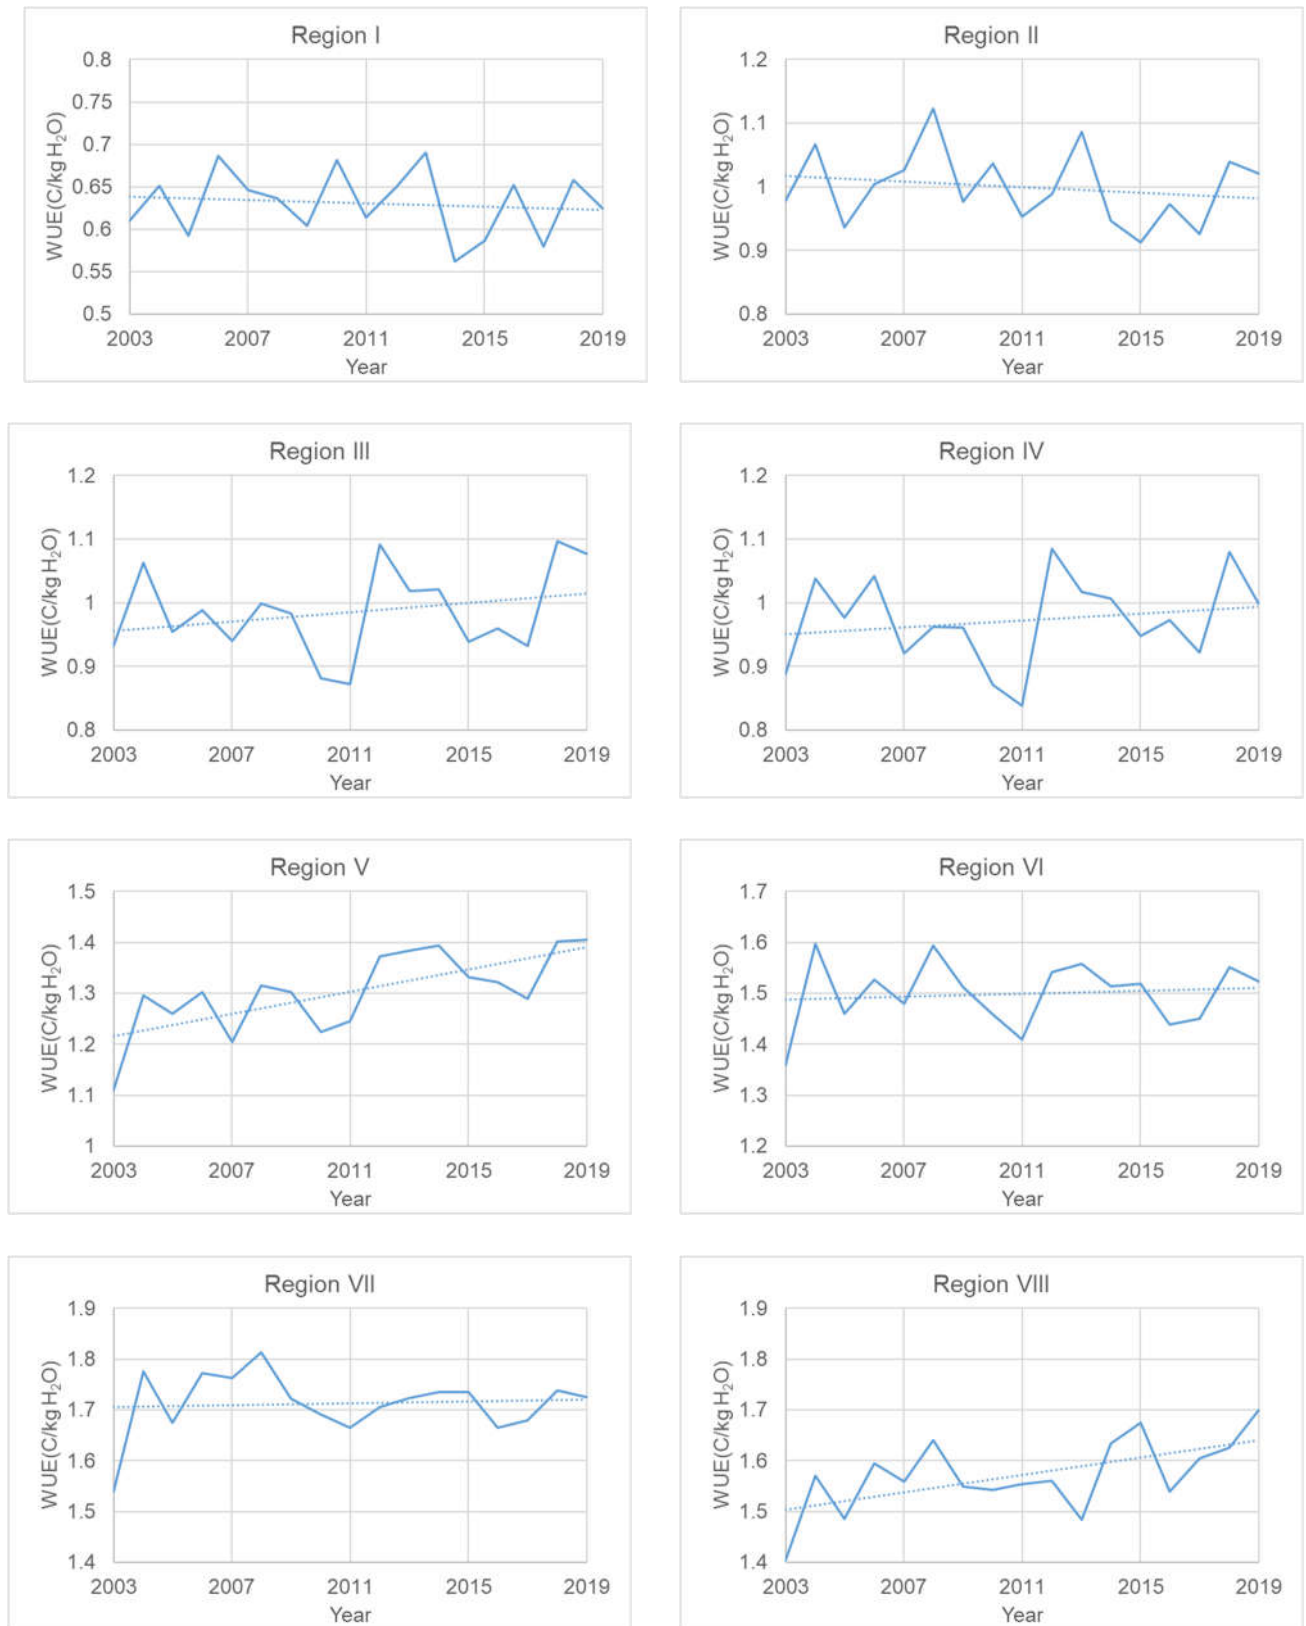 Region I
WUE(C/kg H₂O)
0.8
0.75
0.7
0.65
0.6
0.55
0.5
2003 2007 2011 2015 2019
Year
Region II
WUE(C/kg H₂O)
1.2
1.1
1
0.9
0.8
2003 2007 2011 2015 2019
Year
Region III
WUE(C/kg H₂O)
1.2
1.1
1
0.9
0.8
2003 2007 2011 2015 2019
Year
Region IV
WUE(C/kg H₂O)
1.2
1.1
1
0.9
0.8
2003 2007 2011 2015 2019
Year
Region V
WUE(C/kg H₂O)
1.5
1.4
1.3
1.2
1.1
1
2003 2007 2011 2015 2019
Year
Region VI
WUE(C/kg H₂O)
1.7
1.6
1.5
1.4
1.3
1.2
2003 2007 2011 2015 2019
Year
Region VII
WUE(C/kg H₂O)
1.9
1.8
1.7
1.6
1.5
1.4
2003 2007 2011 2015 2019
Year
Region VIII
WUE(C/kg H₂O)
1.9
1.8
1.7
1.6
1.5
1.4
2003 2007 2011 2015 2019
Year